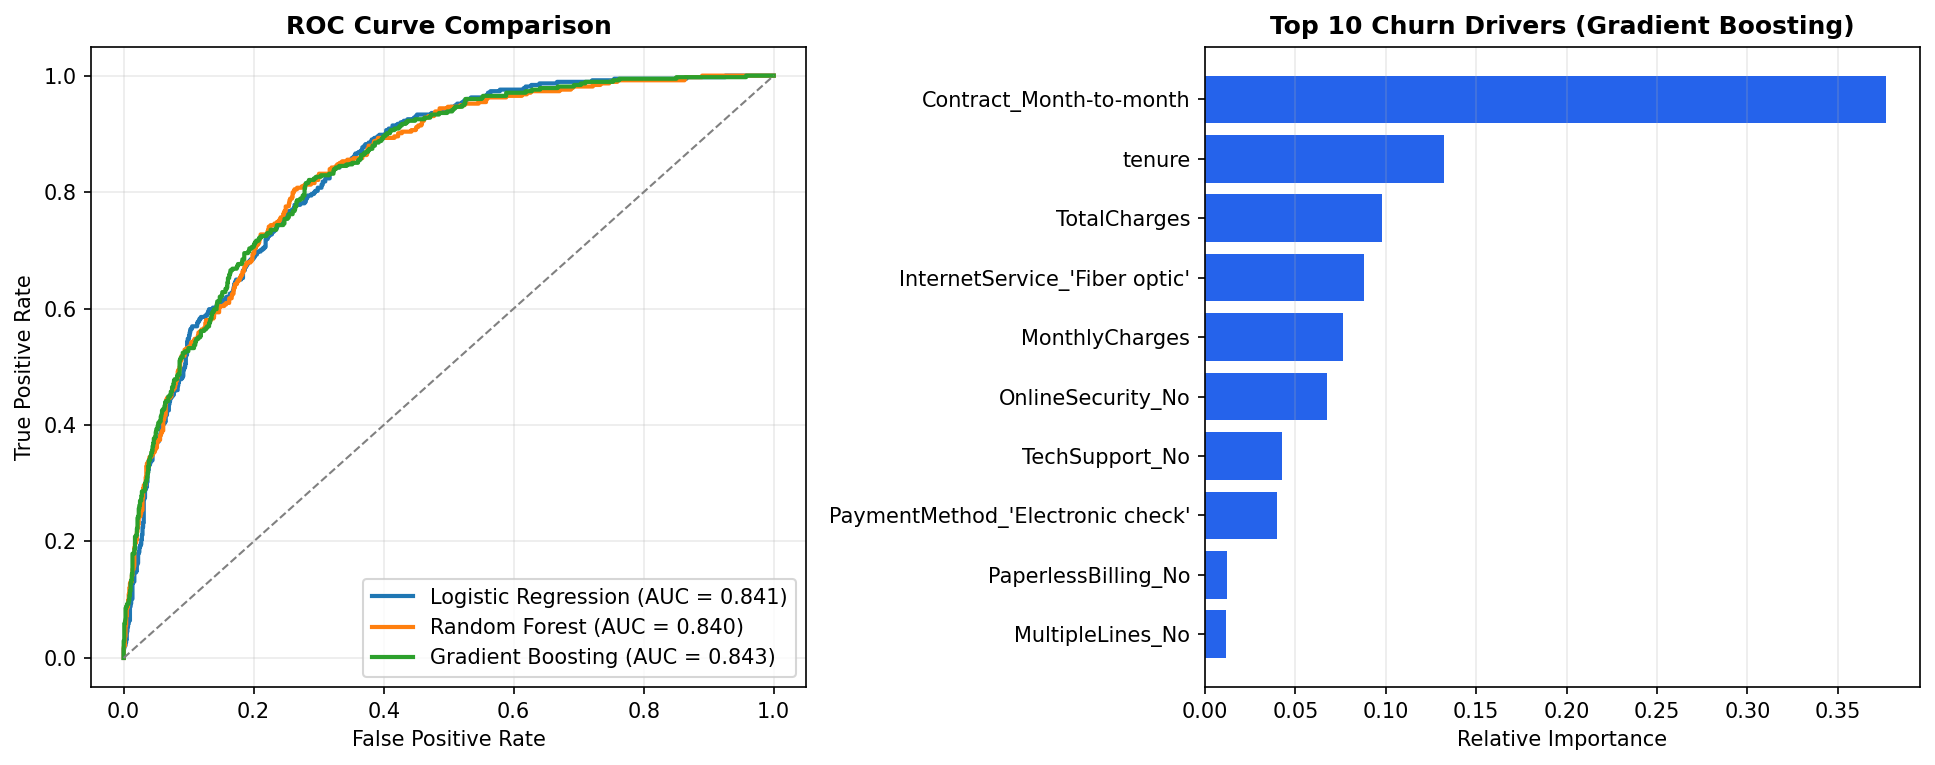 ROC Curve Comparison
True Positive Rate
1.0
0.8
0.6
0.4
0.2
0.0
Logistic Regression (AUC = 0.841)
Random Forest (AUC = 0.840)
Gradient Boosting (AUC = 0.843)
0.0 0.2 0.4 0.6 0.8 1.0
False Positive Rate
Top 10 Churn Drivers (Gradient Boosting)
Contract_Month-to-month
tenure
TotalCharges
InternetService_'Fiber optic'
MonthlyCharges
OnlineSecurity_No
TechSupport_No
PaymentMethod_'Electronic check'
PaperlessBilling_No
MultipleLines_No
0.00 0.05 0.10 0.15 0.20 0.25 0.30 0.35
Relative Importance